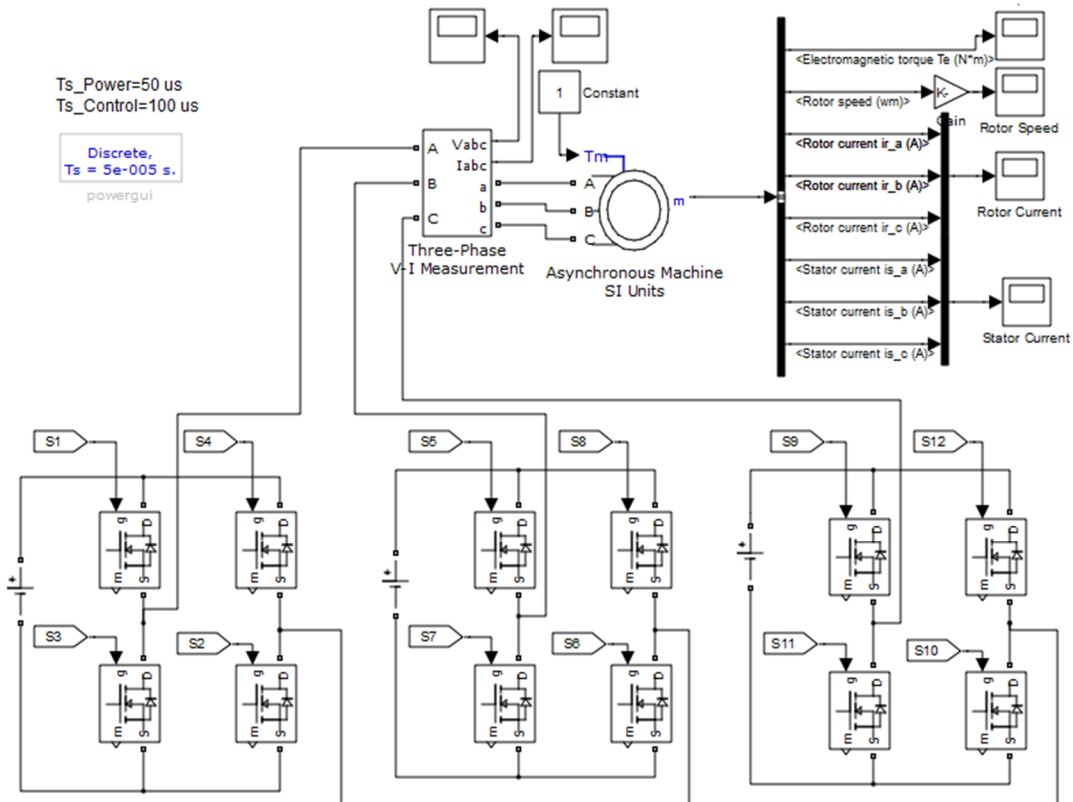 Ts_Power=50 us
Ts_Control=100 us
Discrete,
Ts = 5e-005 s.
powergui
A
B
C
Vabc
Iabc
a
b
c
Three-Phase
V-I Measurement
1
Constant
Tm
A
B
C
m
Asynchronous Machine
SI Units
<Electromagnetic torque Te (N*m)>
<Rotor speed (wm)>
<Rotor current ir_a (A)>
<Rotor current ir_b (A)>
<Rotor current ir_c (A)>
<Stator current is_a (A)>
<Stator current is_b (A)>
<Stator current is_c (A)>
K-
Gain
Rotor Speed
Rotor Current
Stator Current
S1
S4
S5
S8
S9
S12
+
g
D
m
S
g
D
m
S
+
g
D
m
S
g
D
m
S
+
g
D
m
S
g
D
m
S
S3
S2
S7
S6
S11
S10
g
D
m
S
g
D
m
S
g
D
m
S
g
D
m
S
g
D
m
S
g
D
m
S